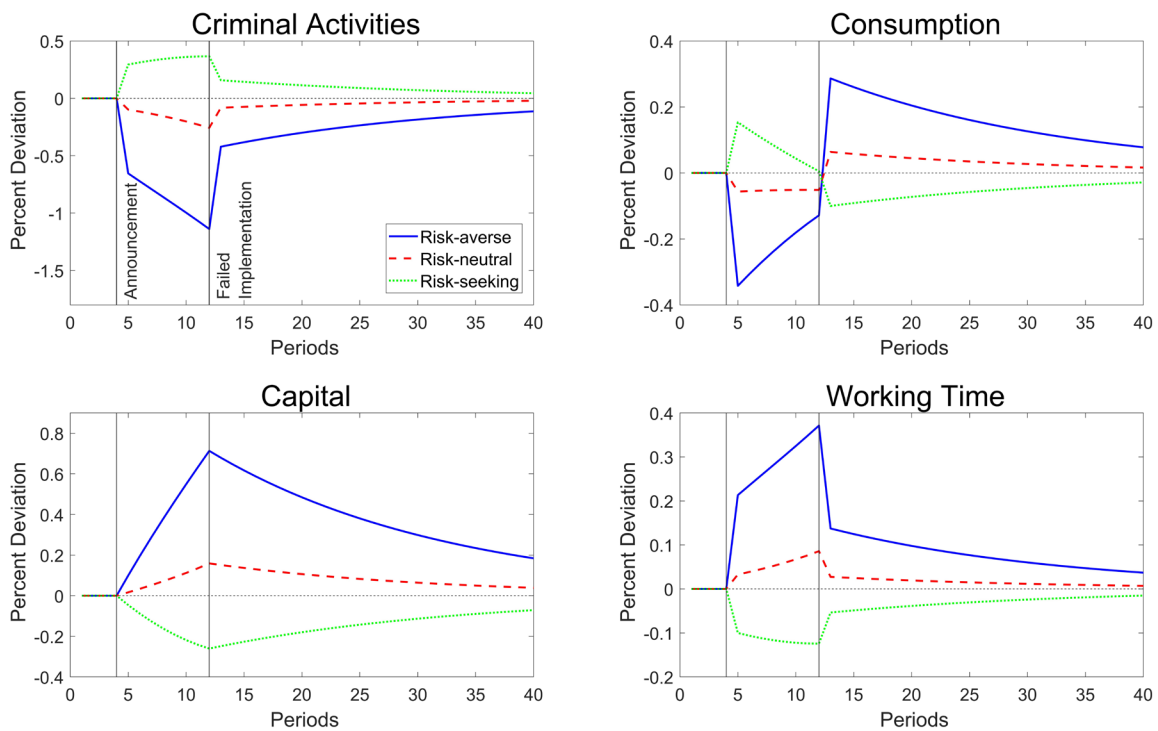 Criminal Activities
0.5
0
-0.5
-1
-1.5
Percent Deviation
Announcement
Failed
Implementation
Risk-averse
Risk-neutral
Risk-seeking
0 5 10 15 20 25 30 35 40
Periods
Consumption
0.4
0.2
0
-0.2
-0.4
Percent Deviation
0 5 10 15 20 25 30 35 40
Periods
Capital
0.8
0.6
0.4
0.2
0
-0.2
-0.4
Percent Deviation
0 5 10 15 20 25 30 35 40
Periods
Working Time
0.4
0.3
0.2
0.1
0
-0.1
-0.2
Percent Deviation
0 5 10 15 20 25 30 35 40
Periods